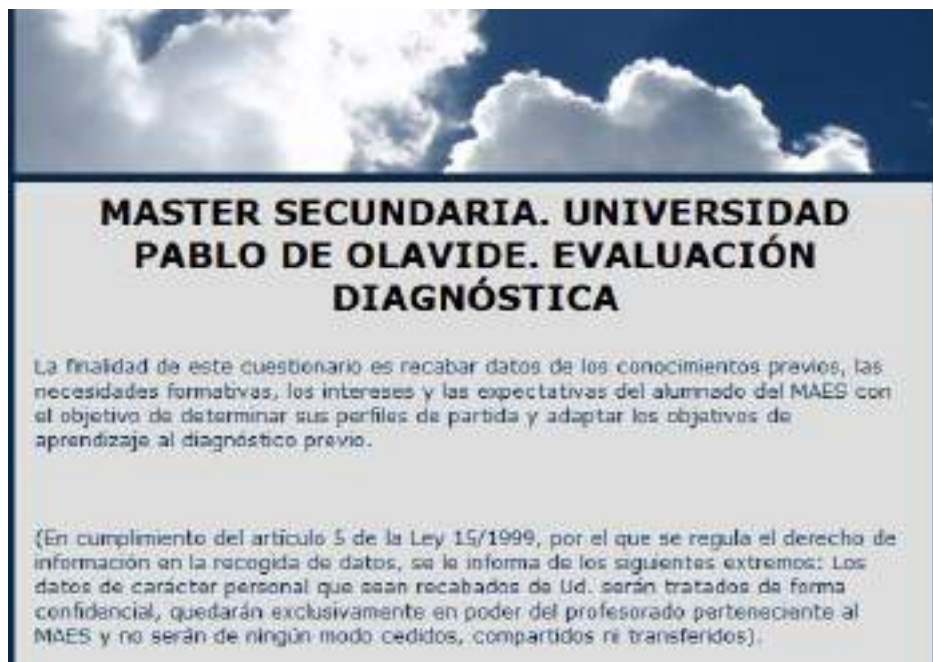 MASTER SECUNDARIA. UNIVERSIDAD
PABLO DE OLAVIDE. EVALUACIÓN
DIAGNÓSTICA
La finalidad de este cuestionario es recabar datos de los conocimientos previos, las
necesidades formativas, los intereses y las expectativas del alumnado del MAES con
el objetivo de determinar sus perfiles de partida y adaptar los objetivos de
aprendizaje al diagnóstico previo.
(En cumplimiento del artículo 5 de la Ley 15/1999, por el que se regula el derecho de
información en la recogida de datos, se le informa de los siguientes extremos: Los
datos de carácter personal que sean recabados de Ud. serán tratados de forma
confidencial, quedarán exclusivamente en poder del profesorado perteneciente al
MAES y no serán de ningún modo cedidos, compartidos ni transferidos).